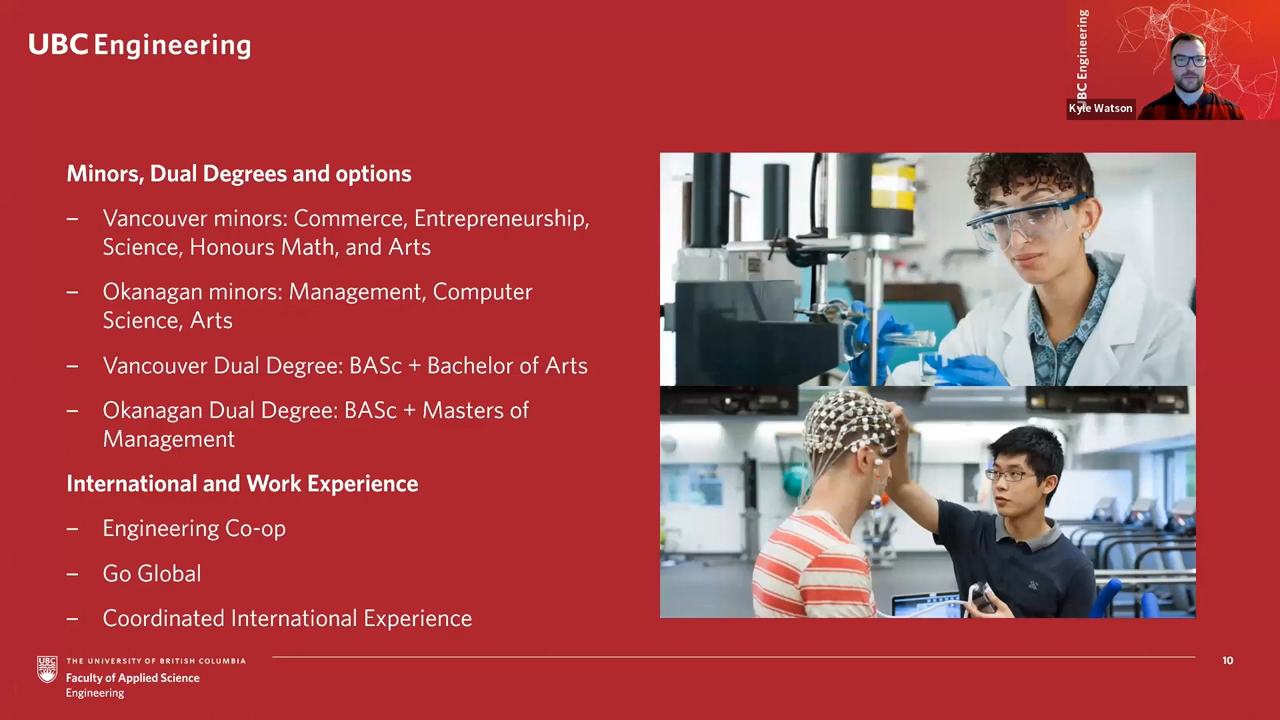 UBC Engineering
UBC Engineering
Kyle Watson
Minors, Dual Degrees and options
– Vancouver minors: Commerce, Entrepreneurship,
Science, Honours Math, and Arts
– Okanagan minors: Management, Computer
Science, Arts
– Vancouver Dual Degree: BASc + Bachelor of Arts
– Okanagan Dual Degree: BASc + Masters of
Management
International and Work Experience
– Engineering Co-op
– Go Global
– Coordinated International Experience
UBC
THE UNIVERSITY OF BRITISH COLUMBIA
Faculty of Applied Science
Engineering
10